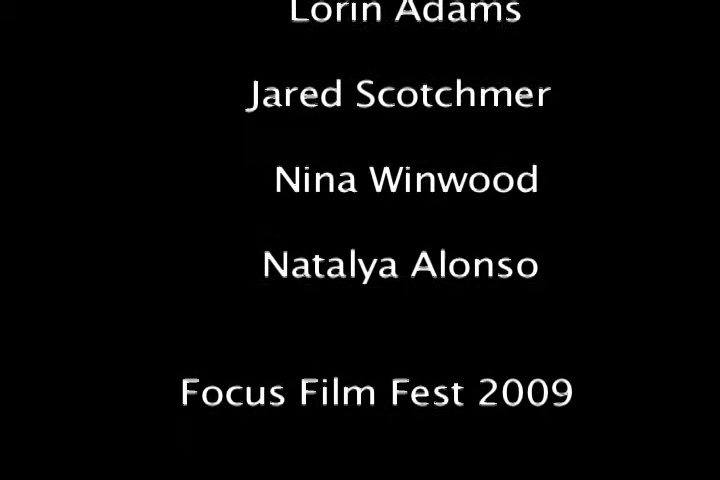 Lorin Adams
Jared Scotchmer
Nina Winwood
Natalya Alonso
Focus Film Fest 2009